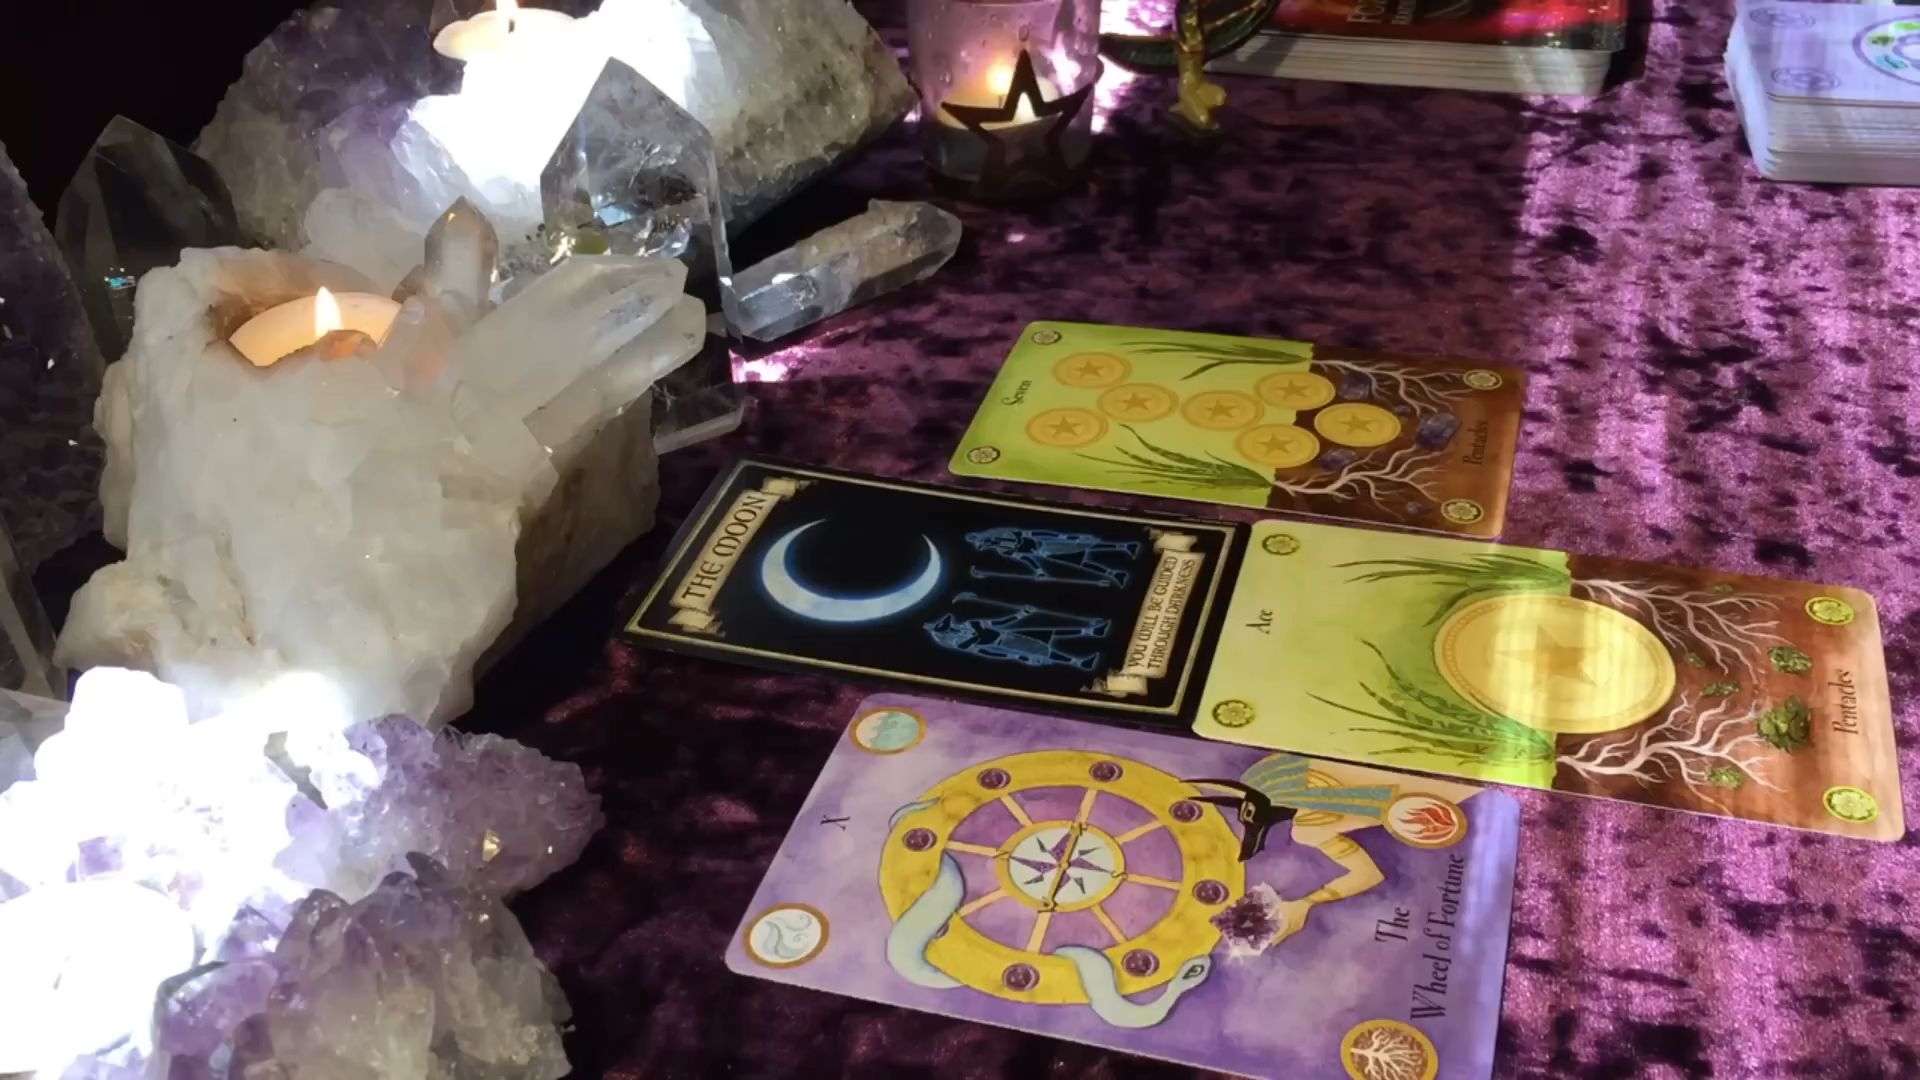 Seven
Pentacles
THE MOON
YOU WILL BE GUIDED
THROUGH DARKNESS
Ace
Pentacles
X
The
Wheel of Fortune